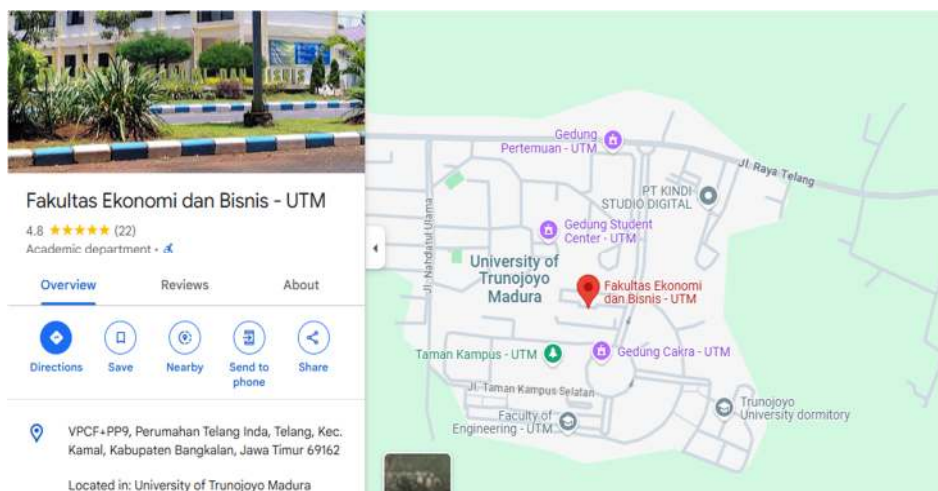 Fakultas Ekonomi dan Bisnis - UTM
4.8 ★★★★★ (22)
Academic department ·
Overview Reviews About
Directions Save Nearby Send to phone Share
VPCF+PP9, Perumahan Telang Inda, Telang, Kec.
Kamal, Kabupaten Bangkalan, Jawa Timur 69162
Located in: University of Trunojoyo Madura
Gedung
Pertemuan - UTM
Jl. Raya Telang
PT KINDI
STUDIO DIGITAL
Jl. Nahdlatul Ulama
Gedung Student
Center - UTM
University of
Trunojoyo
Madura
Fakultas Ekonomi
dan Bisnis - UTM
Taman Kampus - UTM
Gedung Cakra - UTM
Jl. Taman Kampus Selatan
Faculty of
Engineering - UTM
Trunojoyo
University dormitory